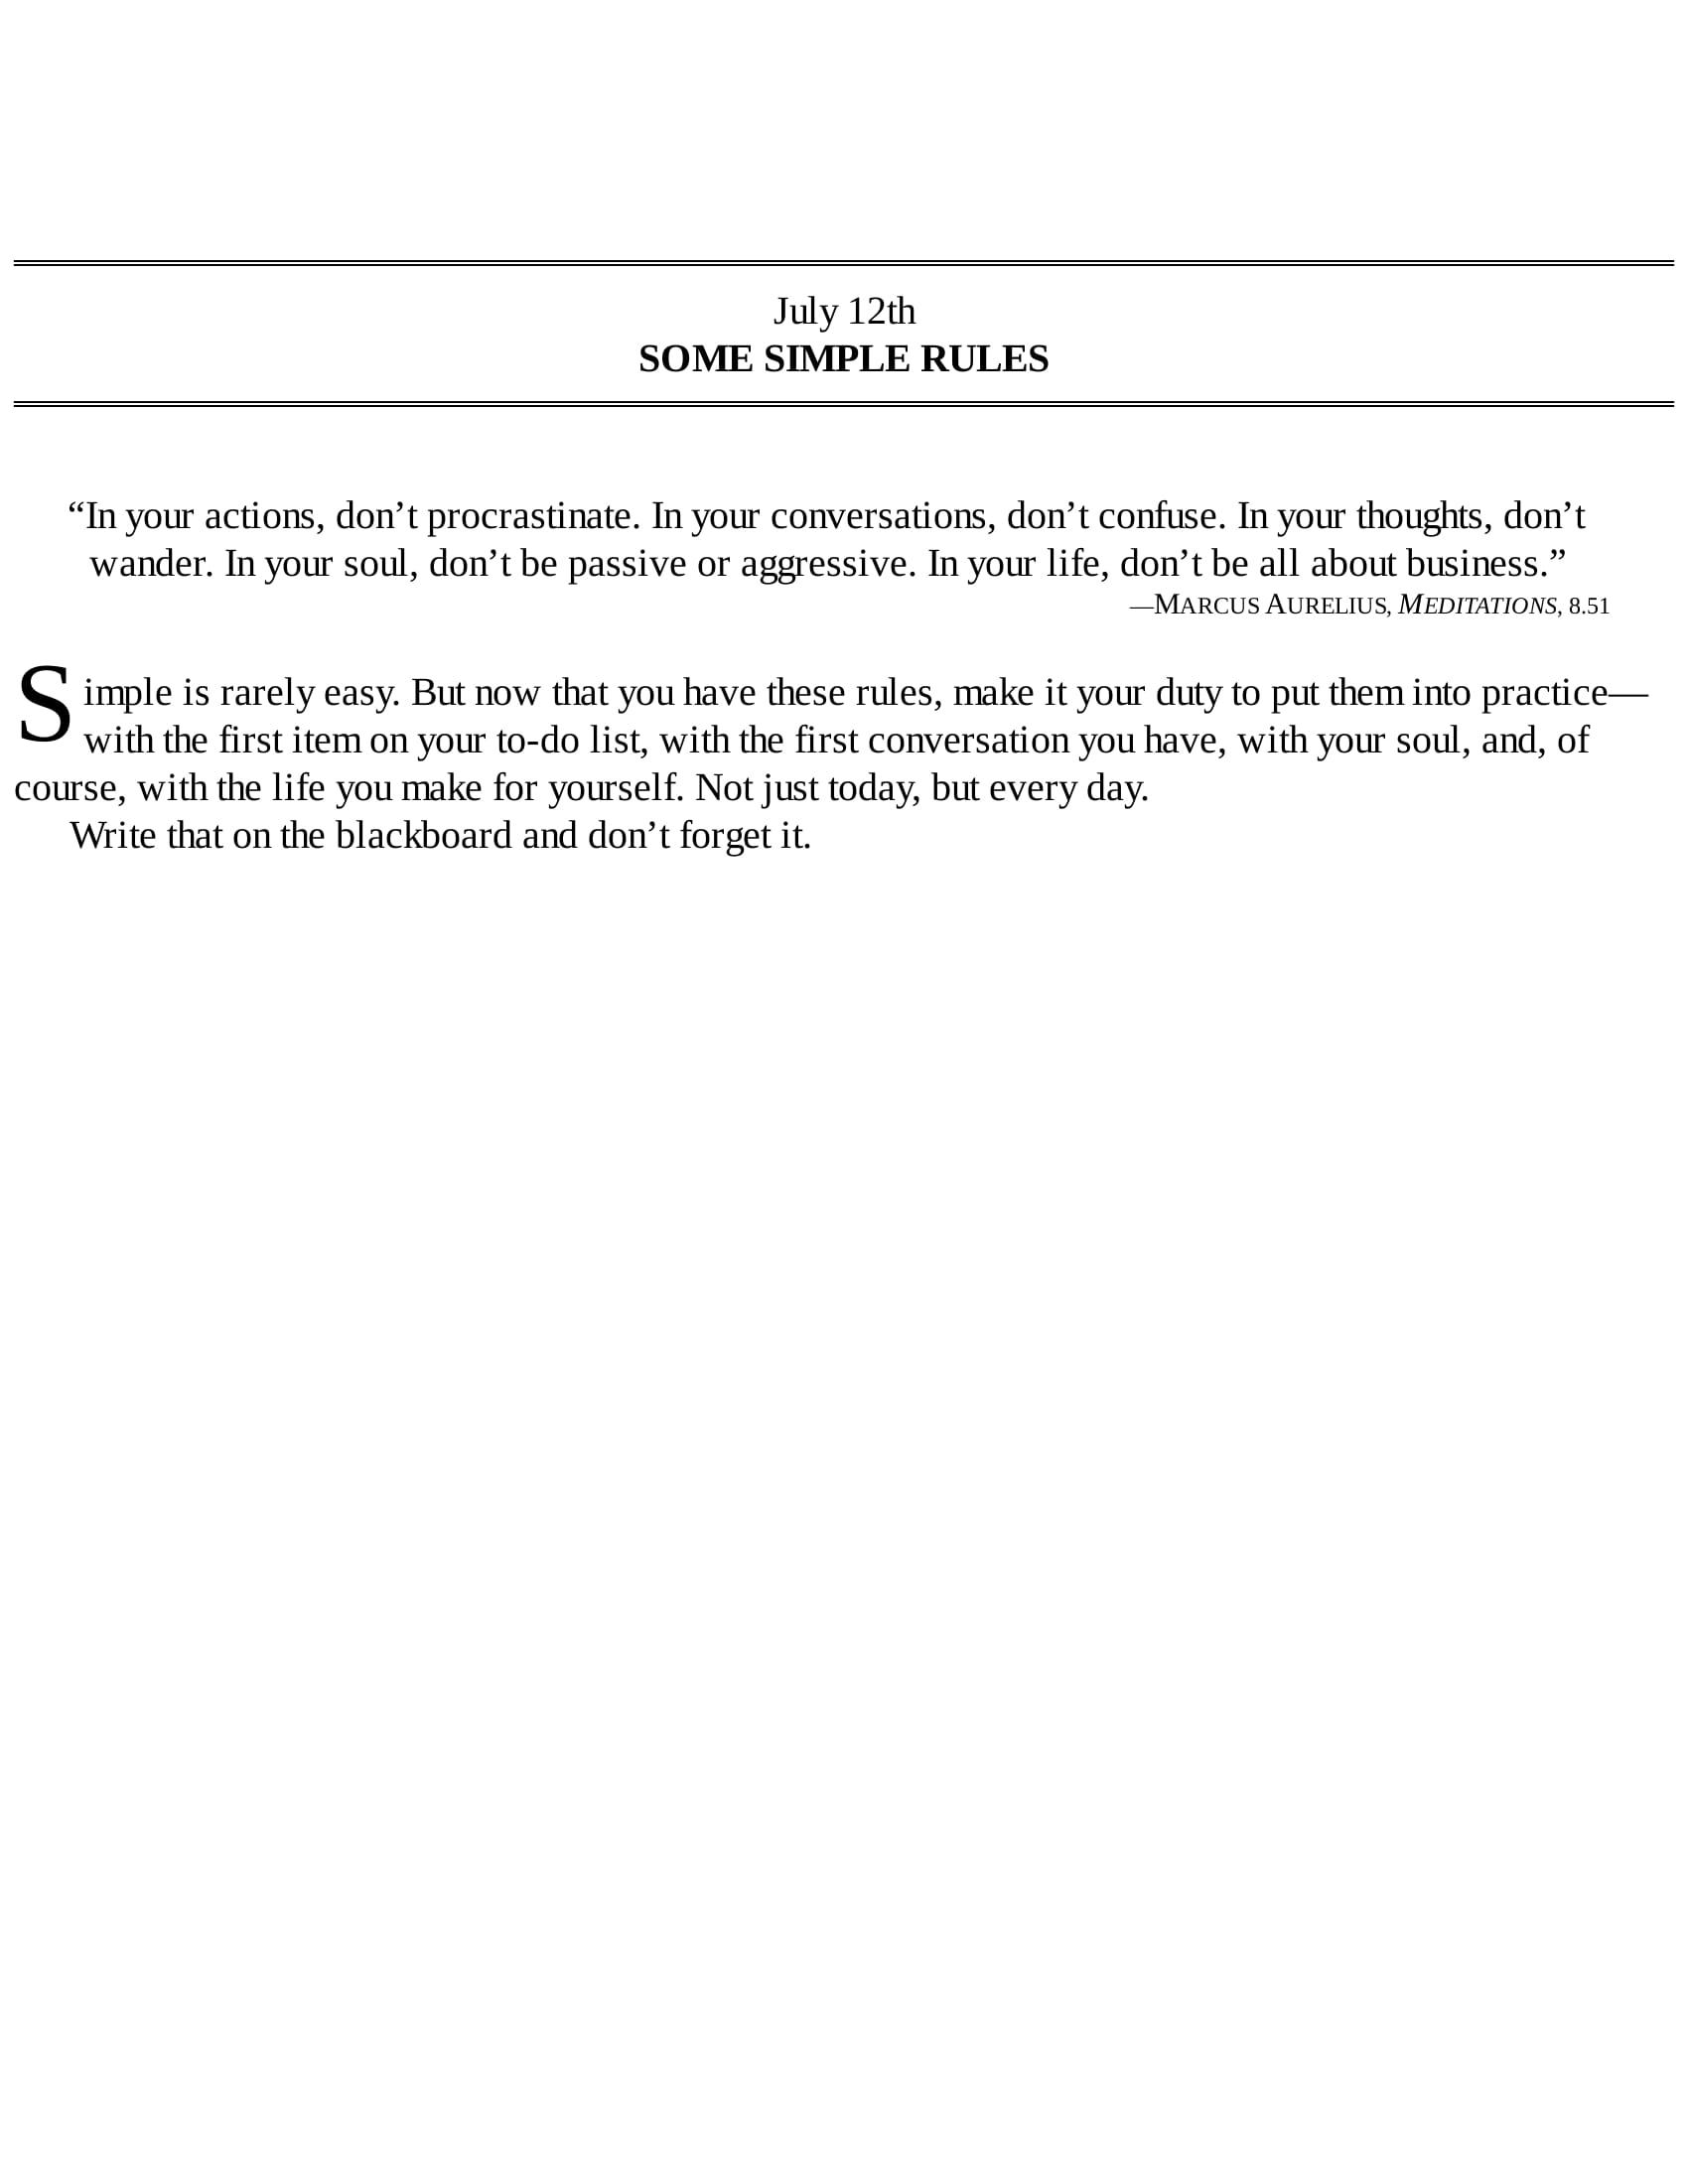 July 12th
SOME SIMPLE RULES
“In your actions, don’t procrastinate. In your conversations, don’t confuse. In your thoughts, don’t
wander. In your soul, don’t be passive or aggressive. In your life, don’t be all about business.”
—MARCUS AURELIUS, MEDITATIONS, 8.51
Simple is rarely easy. But now that you have these rules, make it your duty to put them into practice—
with the first item on your to-do list, with the first conversation you have, with your soul, and, of
course, with the life you make for yourself. Not just today, but every day.
Write that on the blackboard and don’t forget it.